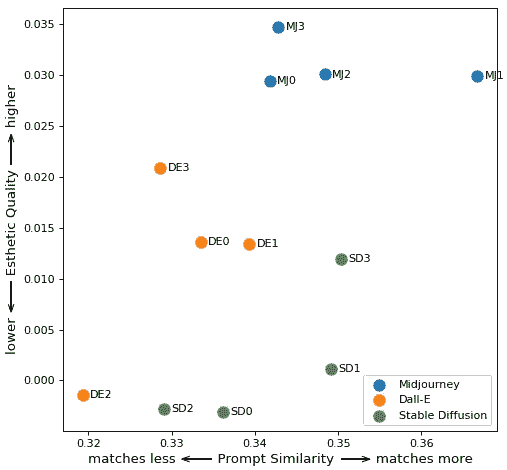 0.035
0.030
0.025
0.020
0.015
0.010
0.005
0.000
lower ← Esthetic Quality → higher
MJ3
MJ0
MJ2
MJ1
DE3
DE0
DE1
SD3
SD1
DE2
SD2
SD0
Midjourney
Dall-E
Stable Diffusion
0.32 0.33 0.34 0.35 0.36
matches less ← Prompt Similarity → matches more